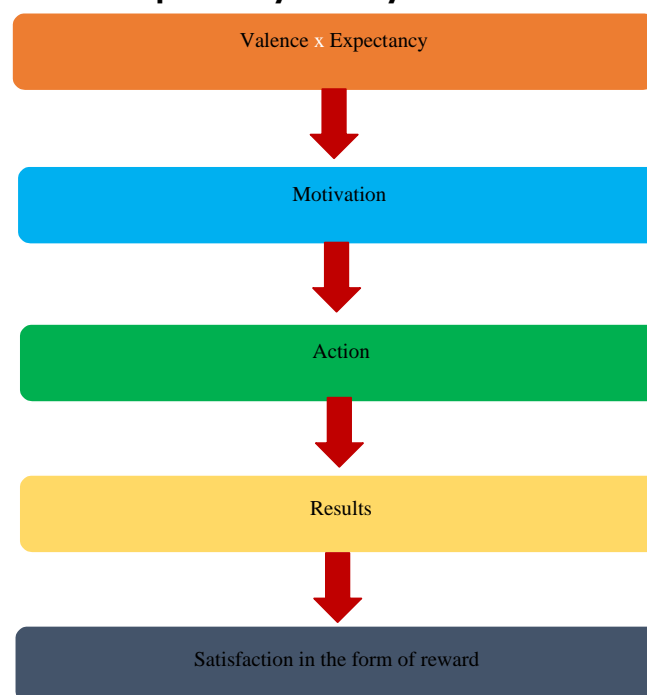 Valence x Expectancy
Motivation
Action
Results
Satisfaction in the form of reward